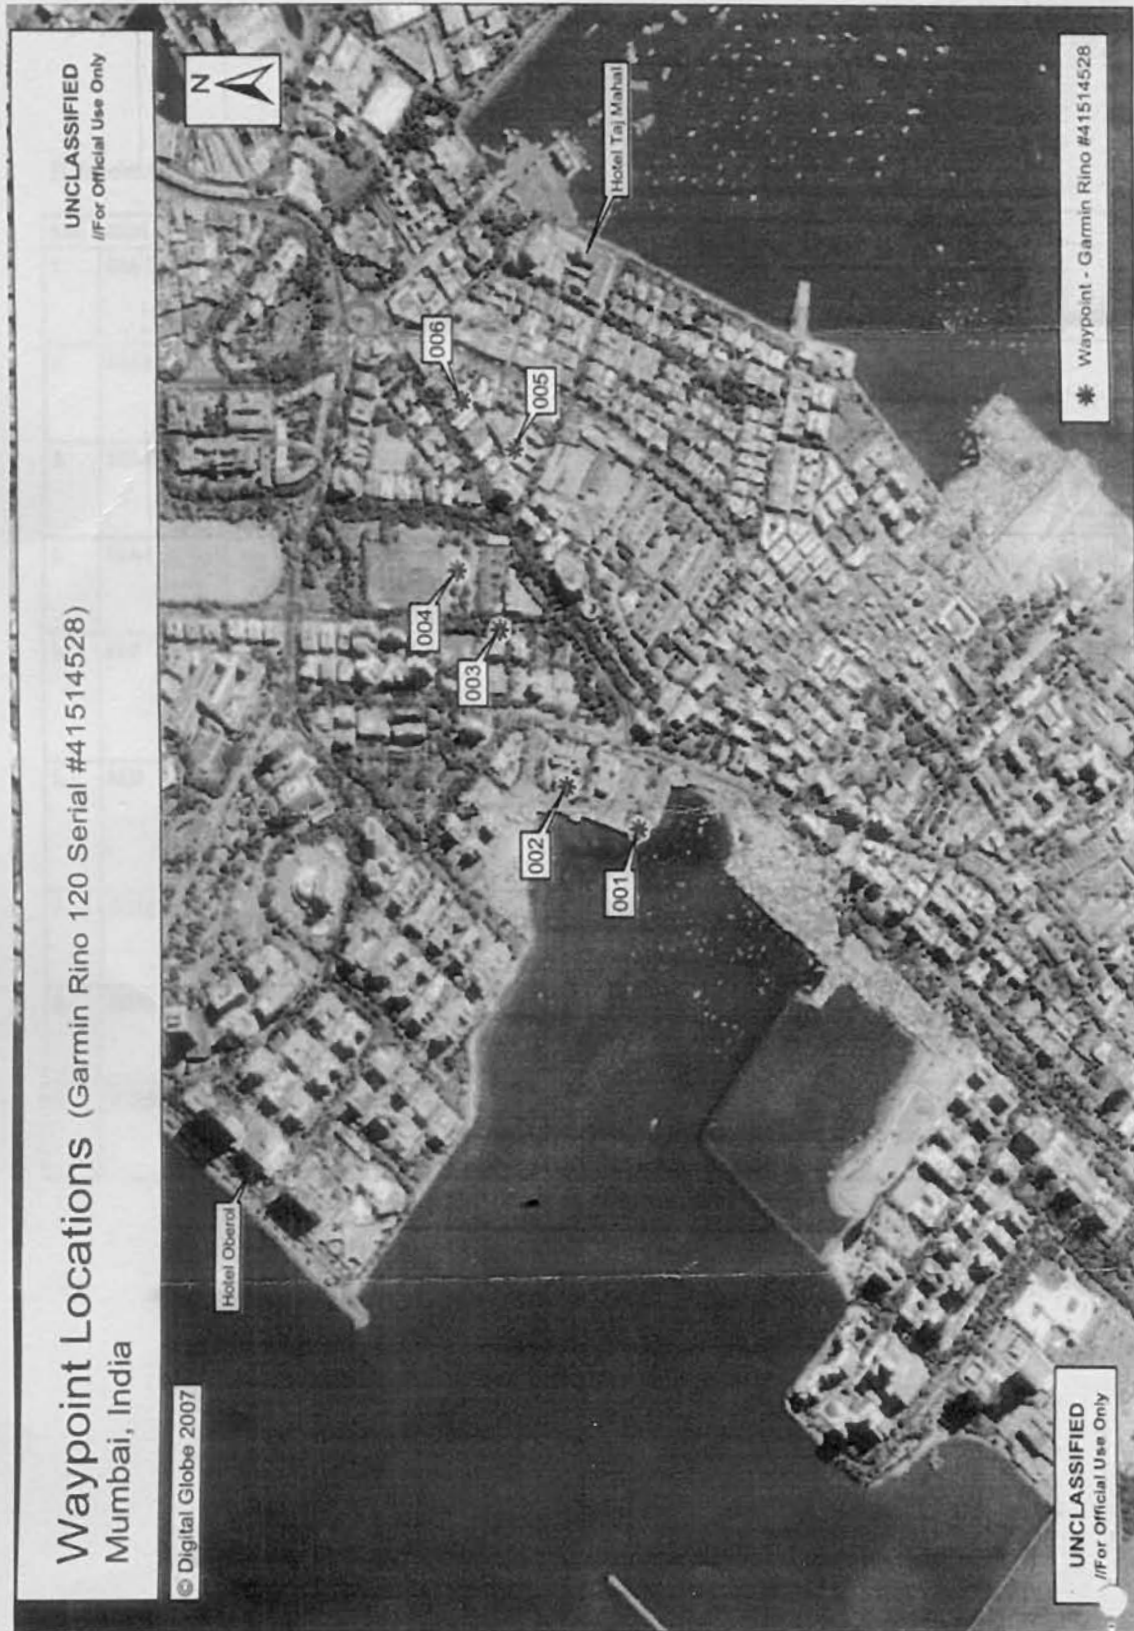 Waypoint Locations (Garmin Rino 120 Serial #41514528)
Mumbai, India
UNCLASSIFIED
//For Official Use Only
© Digital Globe 2007
N
Hotel Oberoi
Hotel Taj Mahal
006
005
004
003
002
001
UNCLASSIFIED
//For Official Use Only
Waypoint - Garmin Rino #41514528